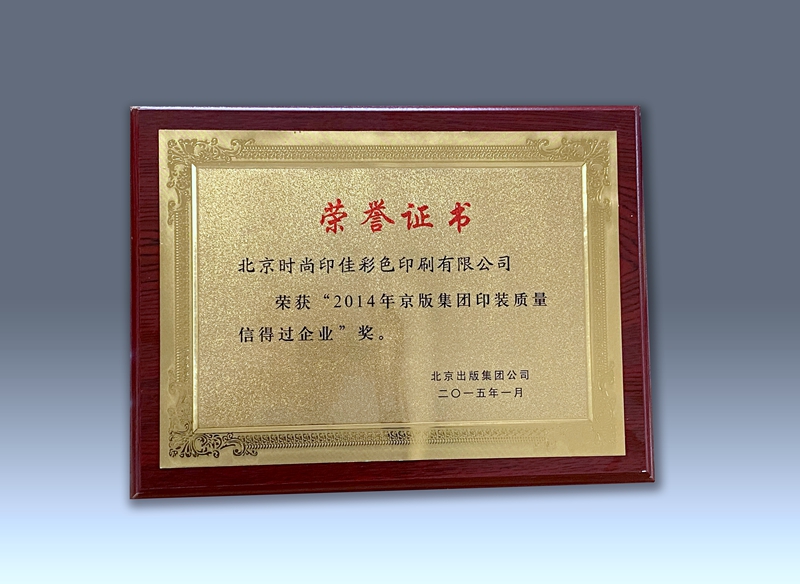 荣誉证书
北京时尚印佳彩色印刷有限公司
荣获“2014年京版集团印装质量
信得过企业”奖。
北京出版集团公司
二〇一五年一月